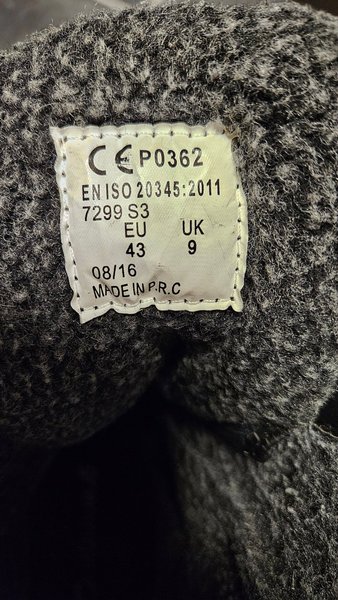 CE P0362
EN ISO 20345:2011
7299 S3
EU UK
43 9
08/16
MADE IN P.R.C